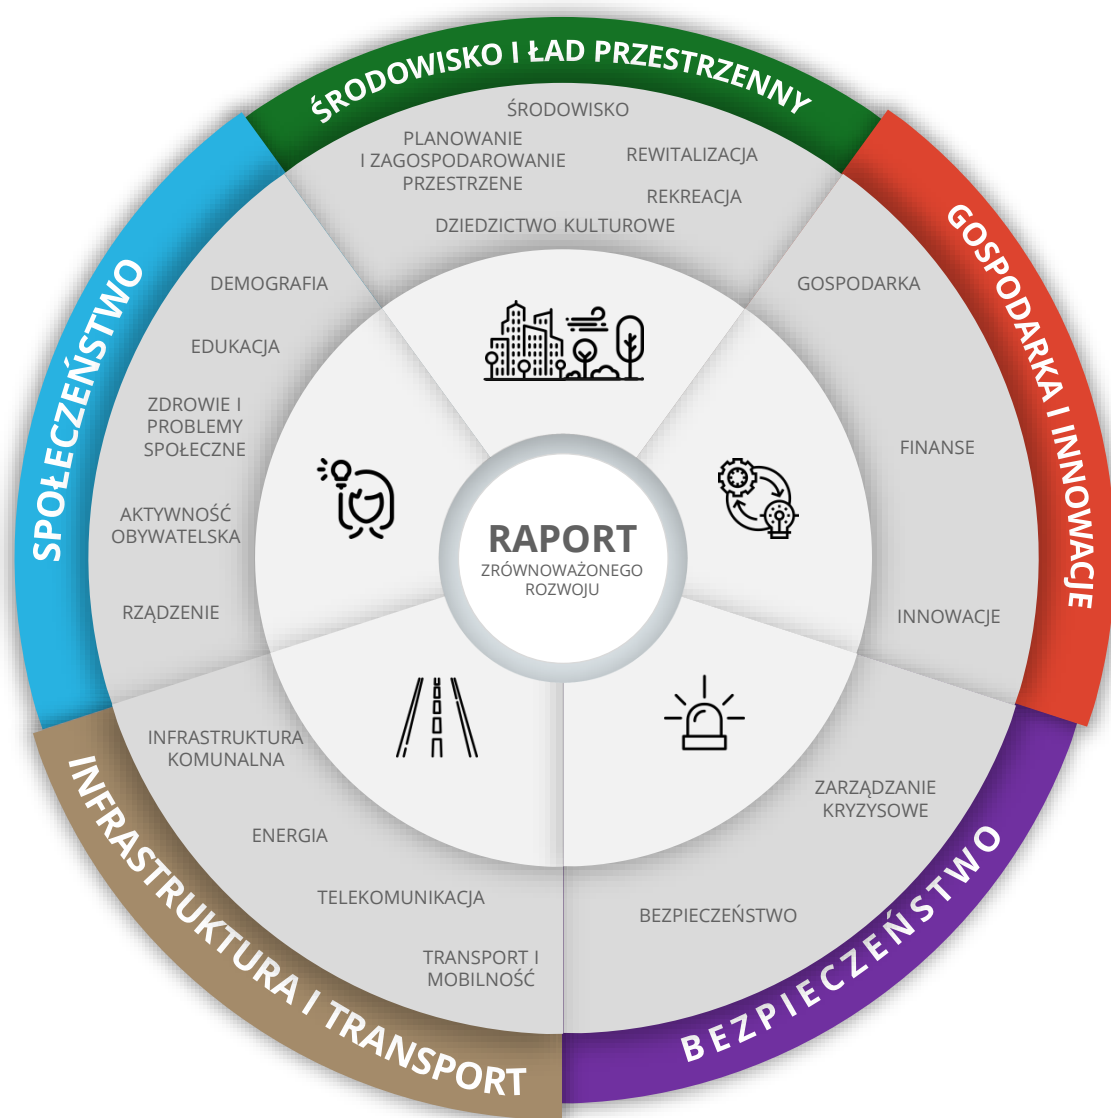 ŚRODOWISKO I ŁAD PRZESTRZENNY
ŚRODOWISKO
PLANOWANIE
I ZAGOSPODAROWANIE
PRZESTRZENE
REWITALIZACJA
REKREACJA
DZIEDZICTWO KULTUROWE
GOSPODARKA I INNOWACJE
GOSPODARKA
FINANSE
INNOWACJE
BEZPIECZEŃSTWO
ZARZĄDZANIE
KRYZYSOWE
BEZPIECZEŃSTWO
INFRASTRUKTURA I TRANSPORT
INFRASTRUKTURA
KOMUNALNA
ENERGIA
TELEKOMUNIKACJA
TRANSPORT I
MOBILNOŚĆ
SPOŁECZEŃSTWO
DEMOGRAFIA
EDUKACJA
ZDROWIE I
PROBLEMY
SPOŁECZNE
AKTYWNOŚĆ
OBYWATELSKA
RZĄDZENIE
RAPORT
ZRÓWNOWAŻONEGO
ROZWOJU